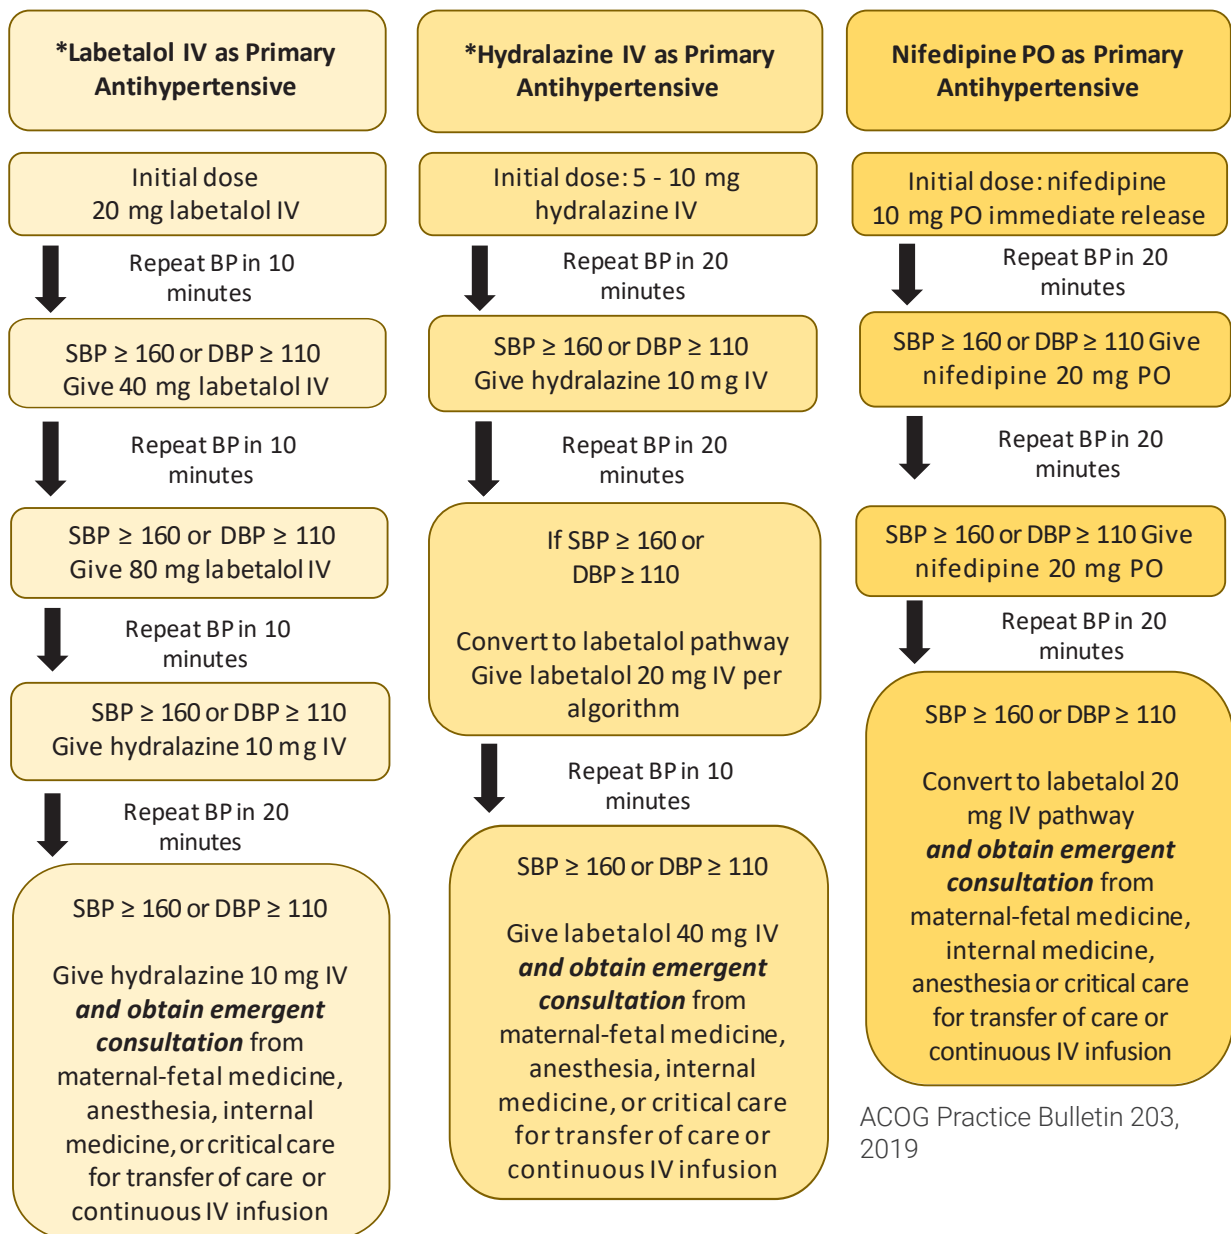 *Labetalol IV as Primary
Antihypertensive
Initial dose
20 mg labetalol IV
Repeat BP in 10
minutes
SBP ≥ 160 or DBP ≥ 110
Give 40 mg labetalol IV
Repeat BP in 10
minutes
SBP ≥ 160 or DBP ≥ 110
Give 80 mg labetalol IV
Repeat BP in 10
minutes
SBP ≥ 160 or DBP ≥ 110
Give hydralazine 10 mg IV
Repeat BP in 20
minutes
SBP ≥ 160 or DBP ≥ 110
Give hydralazine 10 mg IV
and obtain emergent
consultation from
maternal-fetal medicine,
anesthesia, internal
medicine, or critical care
for transfer of care or
continuous IV infusion
*Hydralazine IV as Primary
Antihypertensive
Initial dose: 5 - 10 mg
hydralazine IV
Repeat BP in 20
minutes
SBP ≥ 160 or DBP ≥ 110
Give hydralazine 10 mg IV
Repeat BP in 20
minutes
If SBP ≥ 160 or
DBP ≥ 110
Convert to labetalol pathway
Give labetalol 20 mg IV per
algorithm
Repeat BP in 10
minutes
SBP ≥ 160 or DBP ≥ 110
Give labetalol 40 mg IV
and obtain emergent
consultation from
maternal-fetal medicine,
anesthesia, internal
medicine, or critical care
for transfer of care or
continuous IV infusion
Nifedipine PO as Primary
Antihypertensive
Initial dose: nifedipine
10 mg PO immediate release
Repeat BP in 20
minutes
SBP ≥ 160 or DBP ≥ 110 Give
nifedipine 20 mg PO
Repeat BP in 20
minutes
SBP ≥ 160 or DBP ≥ 110 Give
nifedipine 20 mg PO
Repeat BP in 20
minutes
SBP ≥ 160 or DBP ≥ 110
Convert to labetalol 20
mg IV pathway
and obtain emergent
consultation from
maternal-fetal medicine,
internal medicine,
anesthesia or critical care
for transfer of care or
continuous IV infusion
ACOG Practice Bulletin 203,
2019